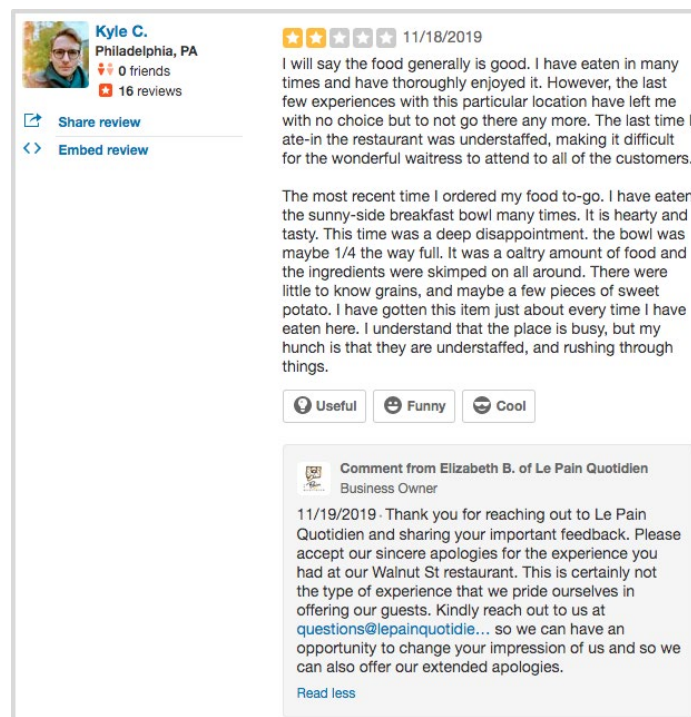 Kyle C.
Philadelphia, PA
0 friends
16 reviews
Share review
Embed review
11/18/2019
I will say the food generally is good. I have eaten in many
times and have thoroughly enjoyed it. However, the last
few experiences with this particular location have left me
with no choice but to not go there any more. The last time I
ate-in the restaurant was understaffed, making it difficult
for the wonderful waitress to attend to all of the customers.
The most recent time I ordered my food to-go. I have eaten
the sunny-side breakfast bowl many times. It is hearty and
tasty. This time was a deep disappointment. the bowl was
maybe 1/4 the way full. It was a oaltry amount of food and
the ingredients were skimped on all around. There were
little to know grains, and maybe a few pieces of sweet
potato. I have gotten this item just about every time I have
eaten here. I understand that the place is busy, but my
hunch is that they are understaffed, and rushing through
things.
Useful Funny Cool
Comment from Elizabeth B. of Le Pain Quotidien
Business Owner
11/19/2019 · Thank you for reaching out to Le Pain
Quotidien and sharing your important feedback. Please
accept our sincere apologies for the experience you
had at our Walnut St restaurant. This is certainly not
the type of experience that we pride ourselves in
offering our guests. Kindly reach out to us at
questions@lepainquotidie... so we can have an
opportunity to change your impression of us and so we
can also offer our extended apologies.
Read less